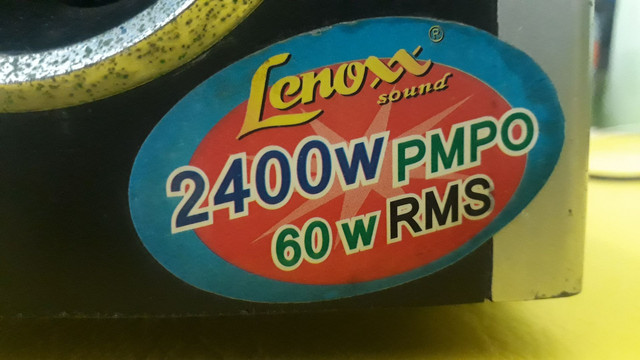 Lenoxx®
sound
2400W PMPO
60 W RMS